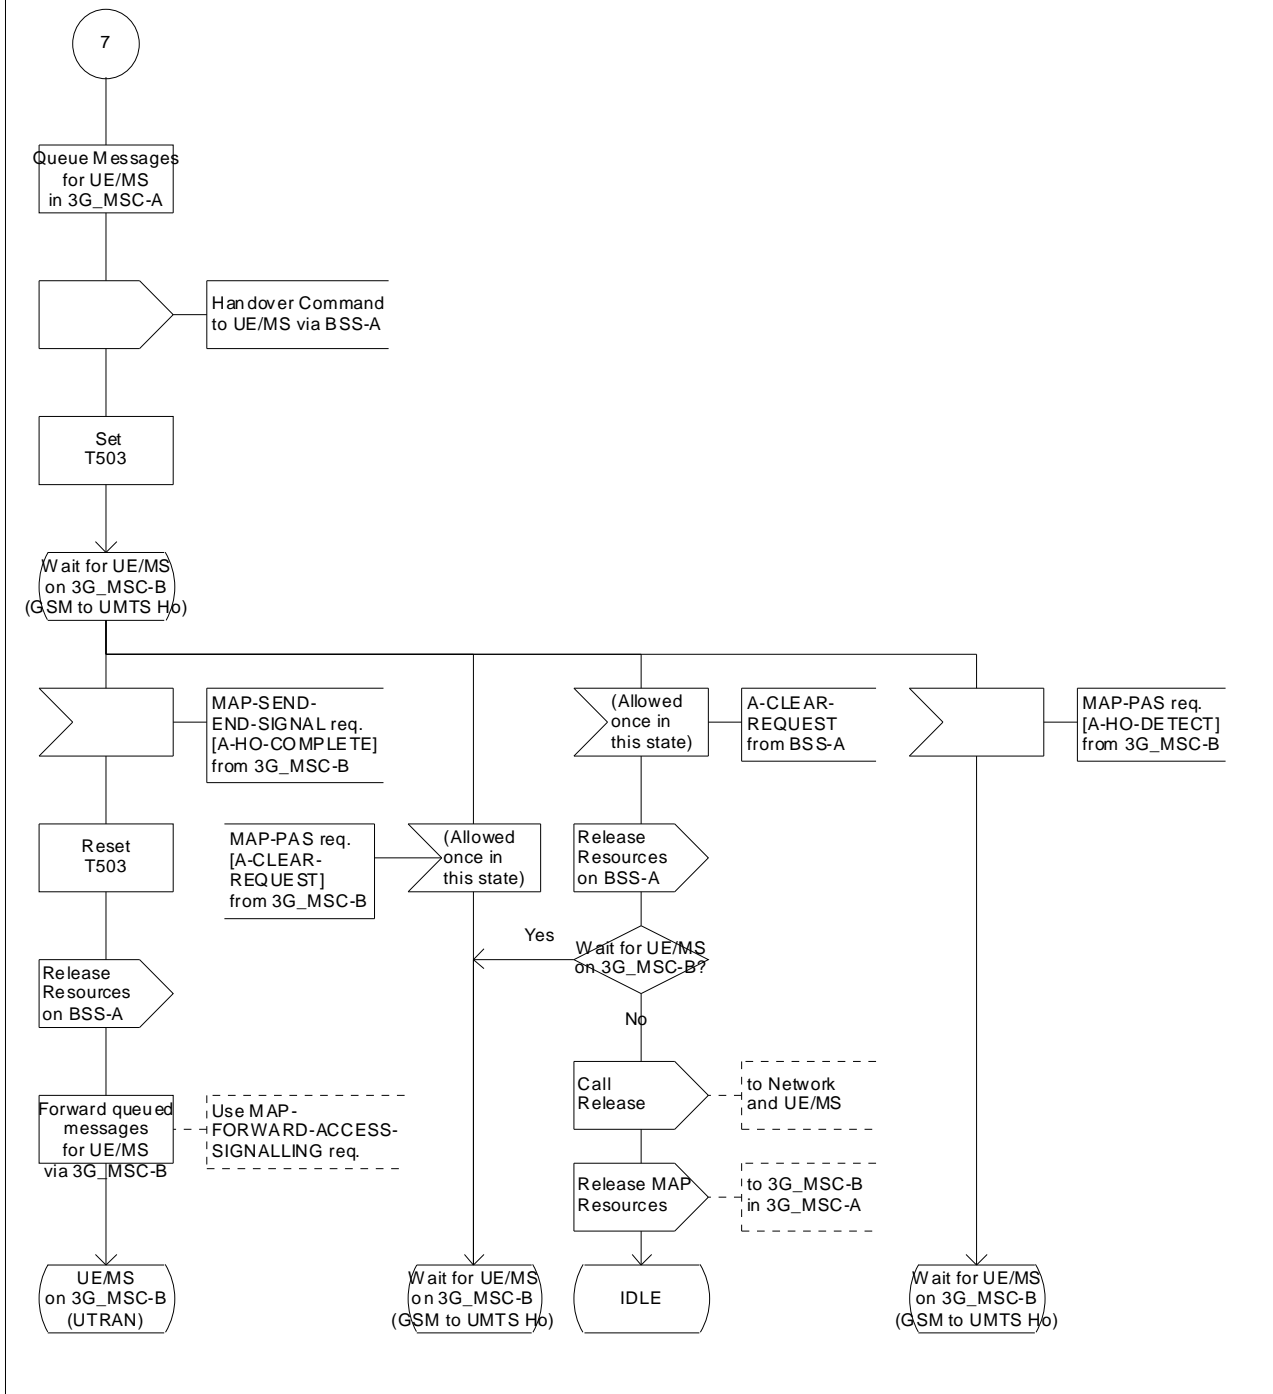 7
Queue Messages
for UE/MS
in 3G_MSC-A
Handover Command
to UE/MS via BSS-A
Set
T503
Wait for UE/MS
on 3G_MSC-B
(GSM to UMTS Ho)
MAP-SEND-
END-SIGNAL req.
[A-HO-COMPLETE]
from 3G_MSC-B
(Allowed
once in
this state)
A-CLEAR-
REQUEST
from BSS-A
MAP-PAS req.
[A-HO-DETECT]
from 3G_MSC-B
Reset
T503
MAP-PAS req.
[A-CLEAR-
REQUEST]
from 3G_MSC-B
(Allowed
once in
this state)
Release
Resources
on BSS-A
Yes
Wait for UE/MS
on 3G_MSC-B?
No
Release
Resources
on BSS-A
Call
Release
to Network
and UE/MS
Forward queued
messages
for UE/MS
via 3G_MSC-B
Use MAP-
FORWARD-ACCESS-
SIGNALLING req.
Release MAP
Resources
to 3G_MSC-B
in 3G_MSC-A
UE/MS
on 3G_MSC-B
(UTRAN)
Wait for UE/MS
on 3G_MSC-B
(GSM to UMTS Ho)
IDLE
Wait for UE/MS
on 3G_MSC-B
(GSM to UMTS Ho)